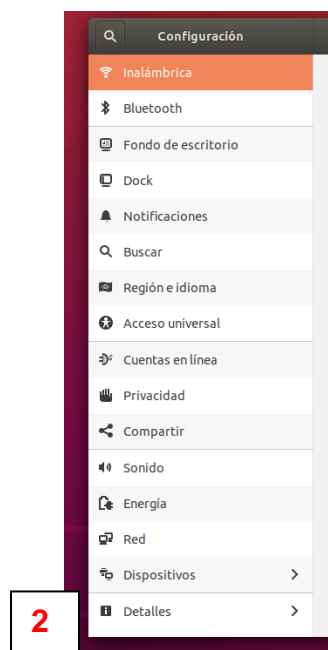 Configuración
Inalámbrica
Bluetooth
Fondo de escritorio
Dock
Notificaciones
Buscar
Región e idioma
Acceso universal
Cuentas en línea
Privacidad
Compartir
Sonido
Energía
Red
Dispositivos
Detalles
2